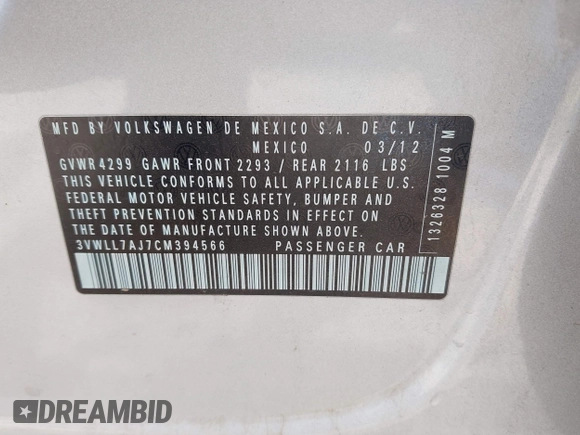 MFD BY VOLKSWAGEN DE MEXICO S.A. DE C.V.
MEXICO 03/12
GVWR 4299 GAWR FRONT 2293 / REAR 2116 LBS
THIS VEHICLE CONFORMS TO ALL APPLICABLE U.S.
FEDERAL MOTOR VEHICLE SAFETY, BUMPER AND
THEFT PREVENTION STANDARDS IN EFFECT ON
THE DATE OF MANUFACTURE SHOWN ABOVE.
3VWLL7AJ7CM394566 PASSENGER CAR
1326328 1004 M
DREAMBID